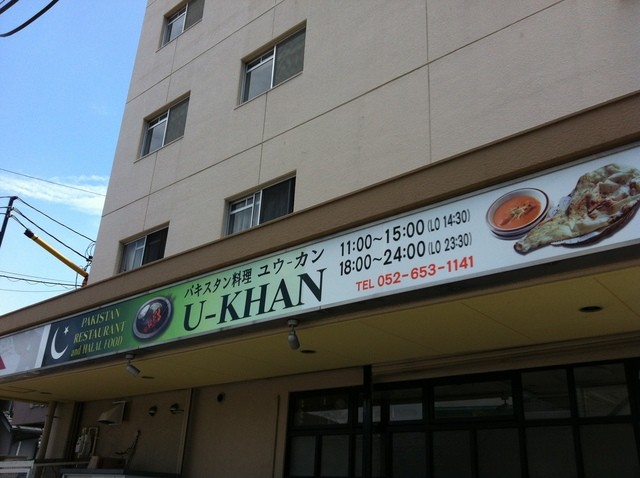 PAKISTAN
RESTAURANT
and HALAL FOOD
パキスタン料理 ユウ-カン
U-KHAN
11:00~15:00 (LO 14:30)
18:00~24:00 (LO 23:30)
TEL 052-653-1141